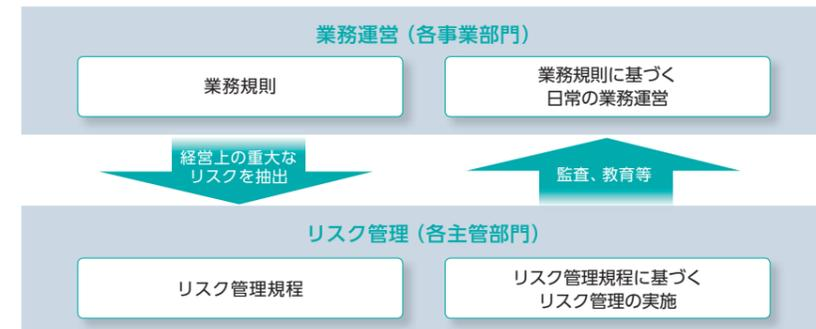 業務運営（各事業部門）
業務規則
業務規則に基づく
日常の業務運営
経営上の重大な
リスクを抽出
監査、教育等
リスク管理（各主管部門）
リスク管理規程
リスク管理規程に基づく
リスク管理の実施